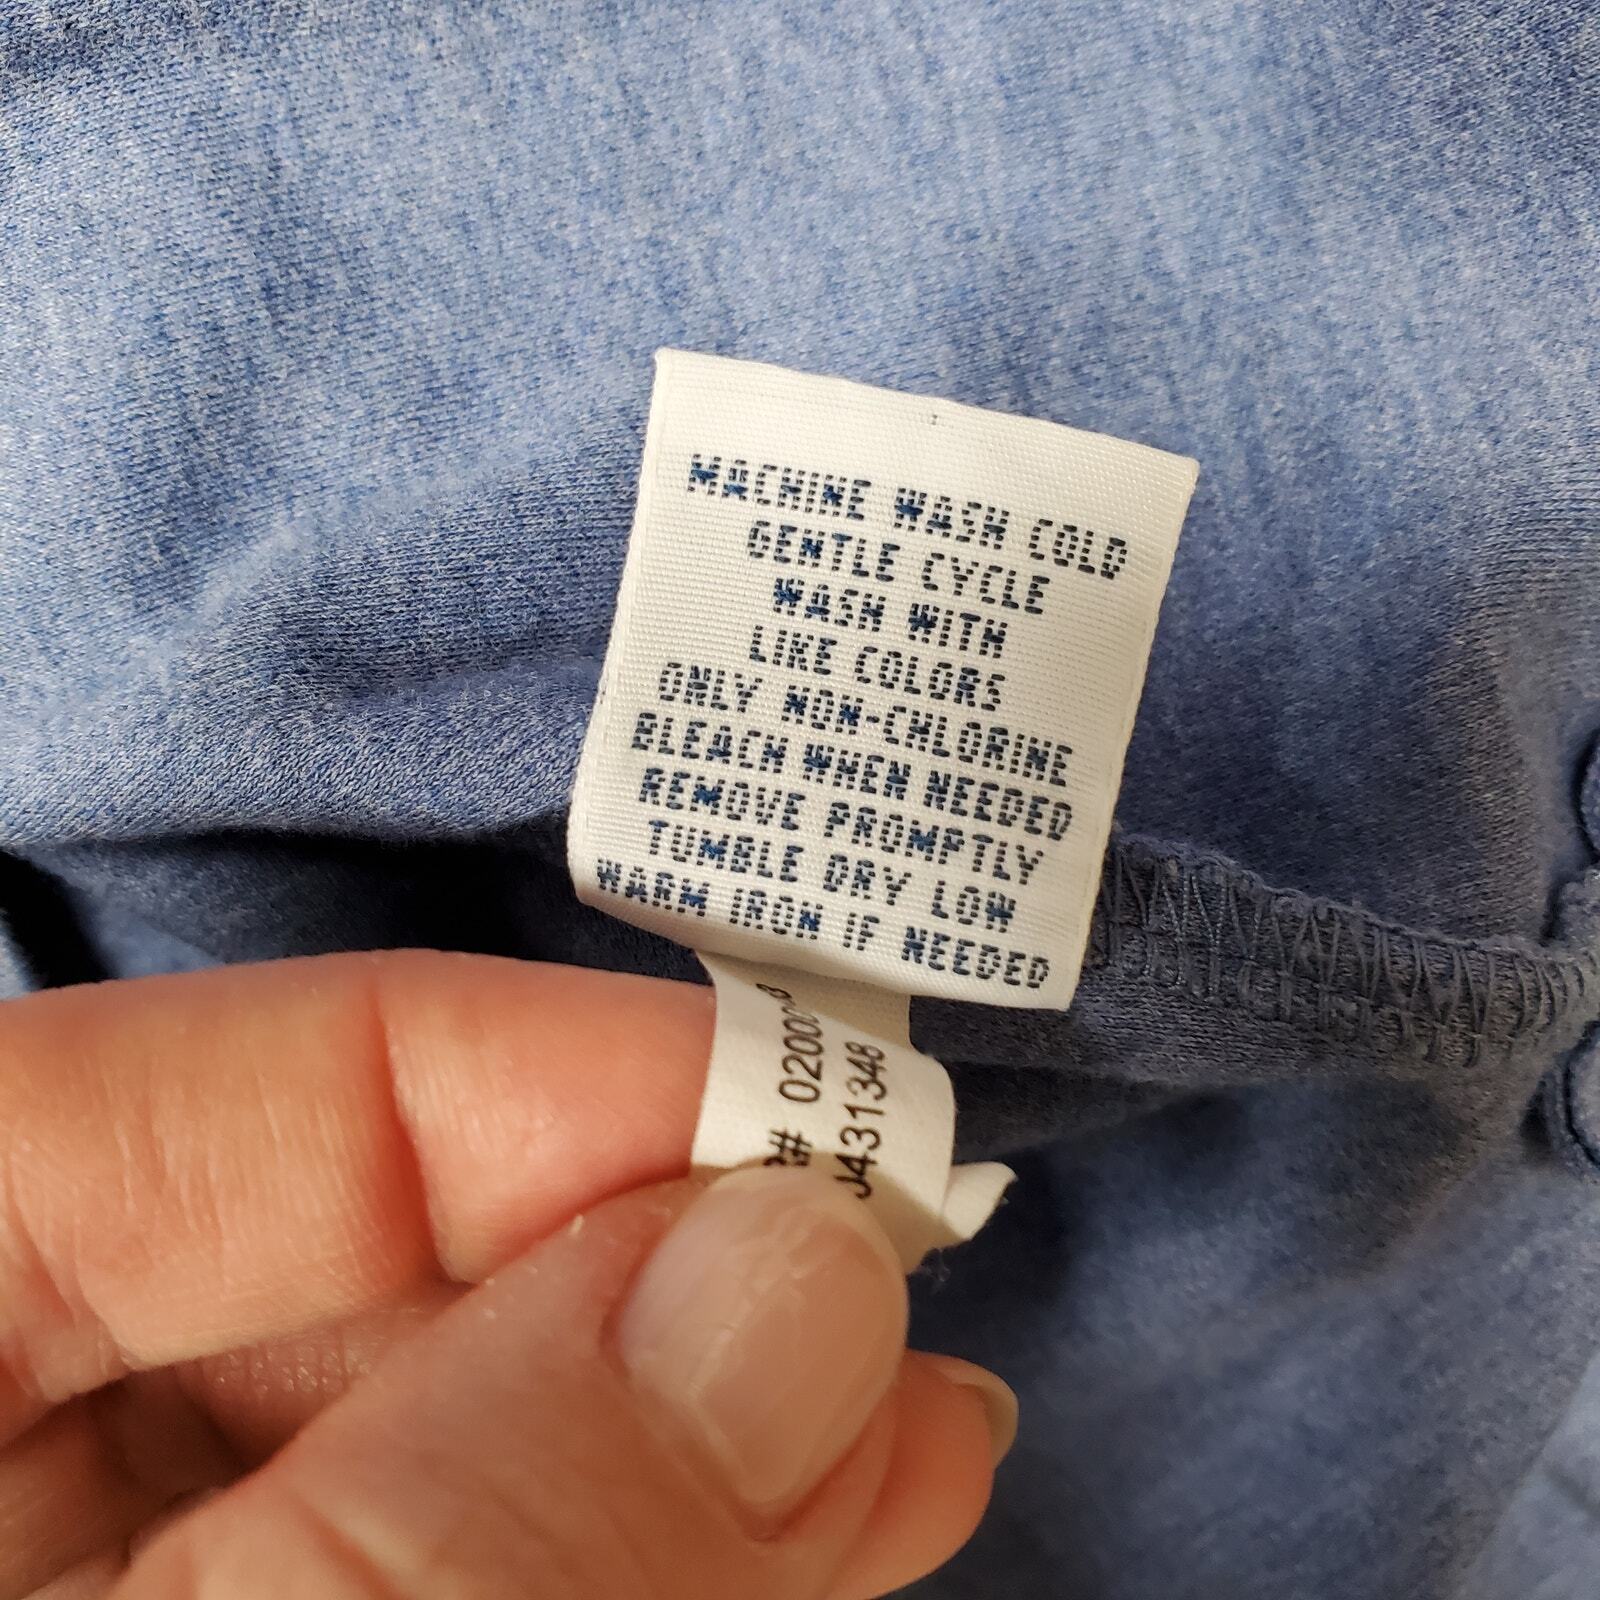 MACHINE WASH COLD
GENTLE CYCLE
WASH WITH
LIKE COLORS
ONLY NON-CHLORINE
BLEACH WHEN NEEDED
REMOVE PROMPTLY
TUMBLE DRY LOW
WARM IRON IF NEEDED
J431348